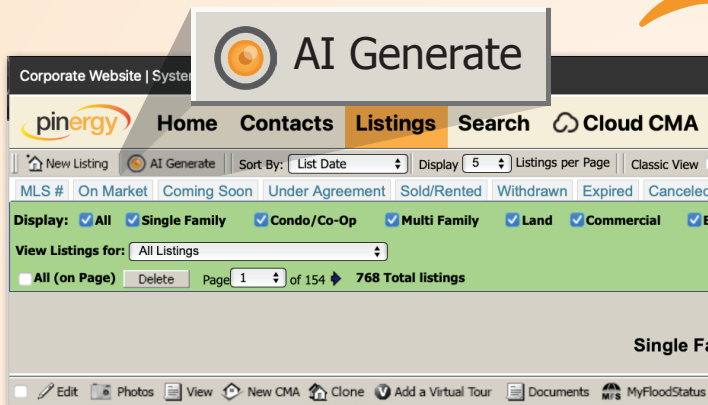 AI Generate
Corporate Website | Syster
pinergy Home Contacts Listings Search Cloud CMA
New Listing AI Generate Sort By: List Date Display 5 Listings per Page Classic View
MLS # On Market Coming Soon Under Agreement Sold/Rented Withdrawn Expired Canceled
Display: All Single Family Condo/Co-Op Multi Family Land Commercial B
View Listings for: All Listings
All (on Page) Delete Page 1 of 154 768 Total listings
Single Fa
Edit Photos View New CMA Clone Add a Virtual Tour Documents MFS MyFloodStatus